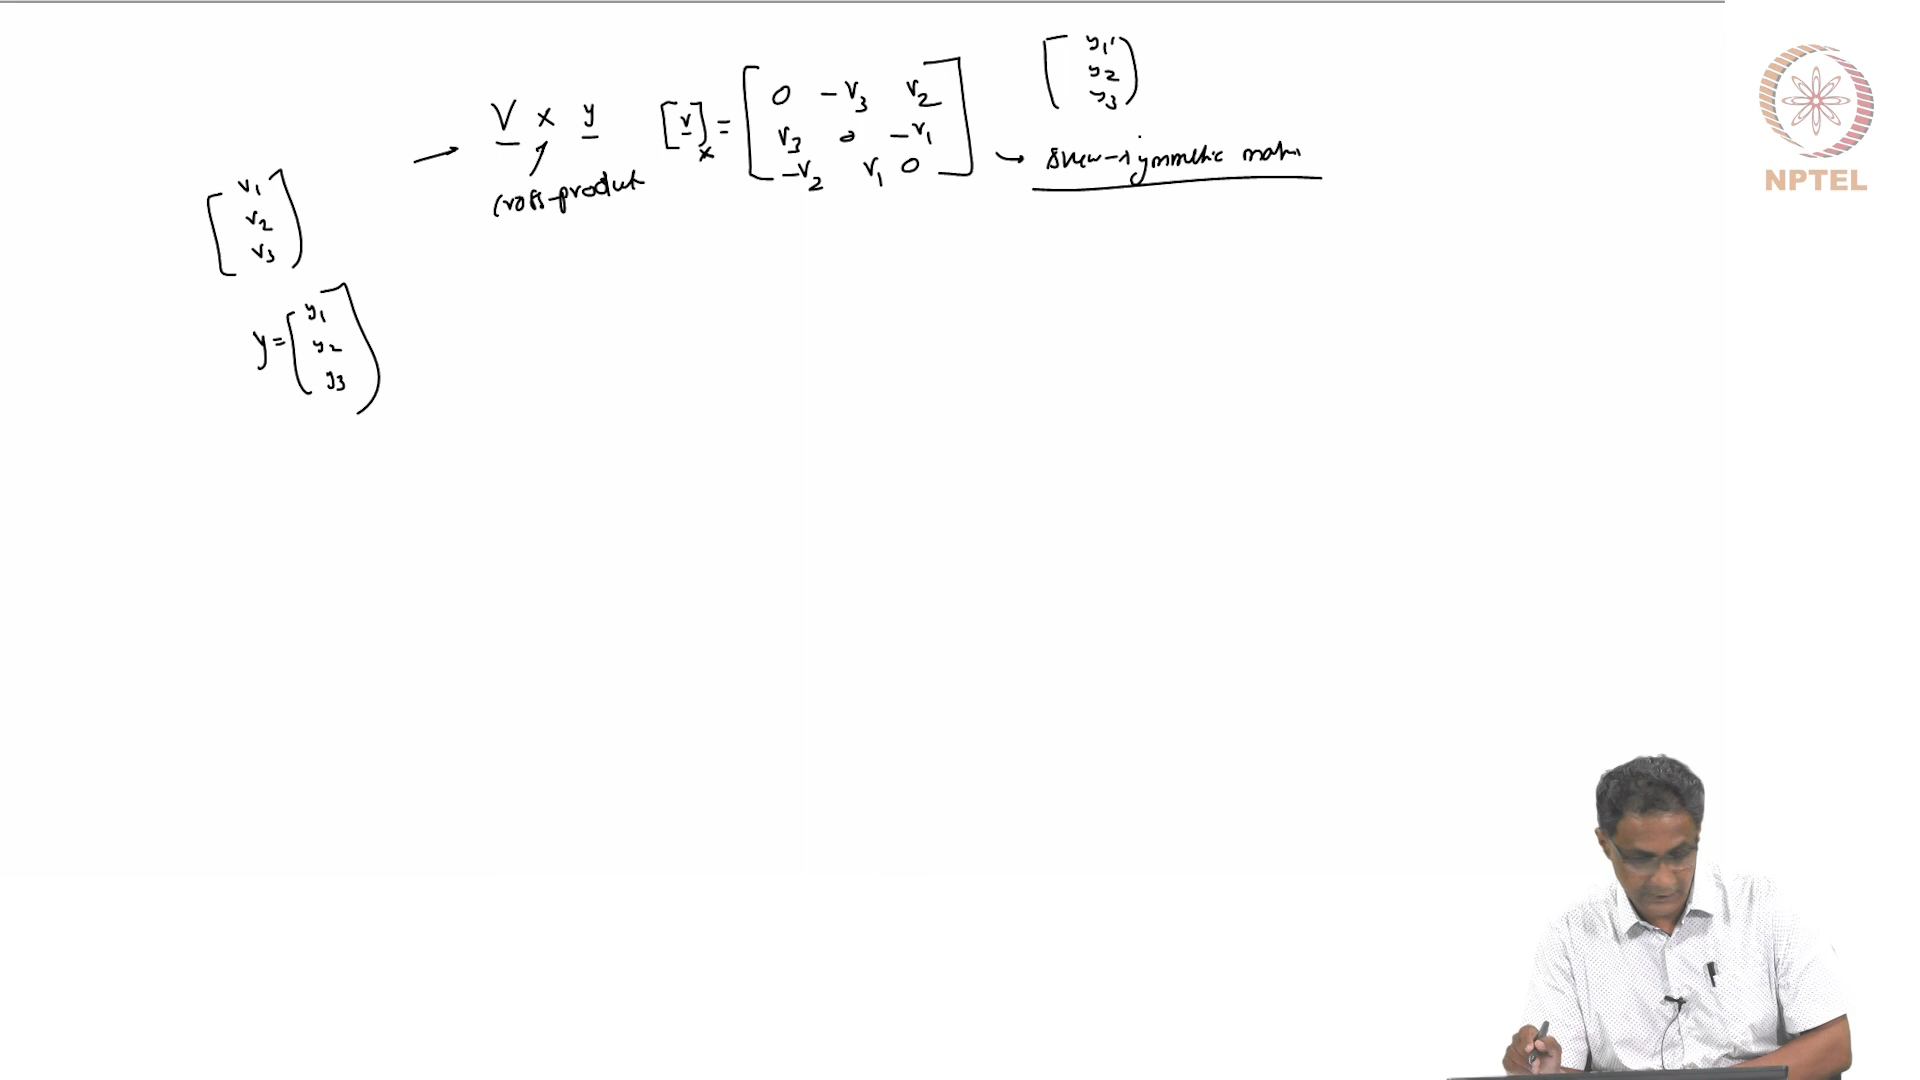 [v1
v2
v3]
y = [y1
y2
y3]
→ V × y
cross-product
[v]× = [0 -v3 v2
v3 0 -v1
-v2 v1 0]
[y1
y2
y3]
→ skew-symmetric matri
NPTEL